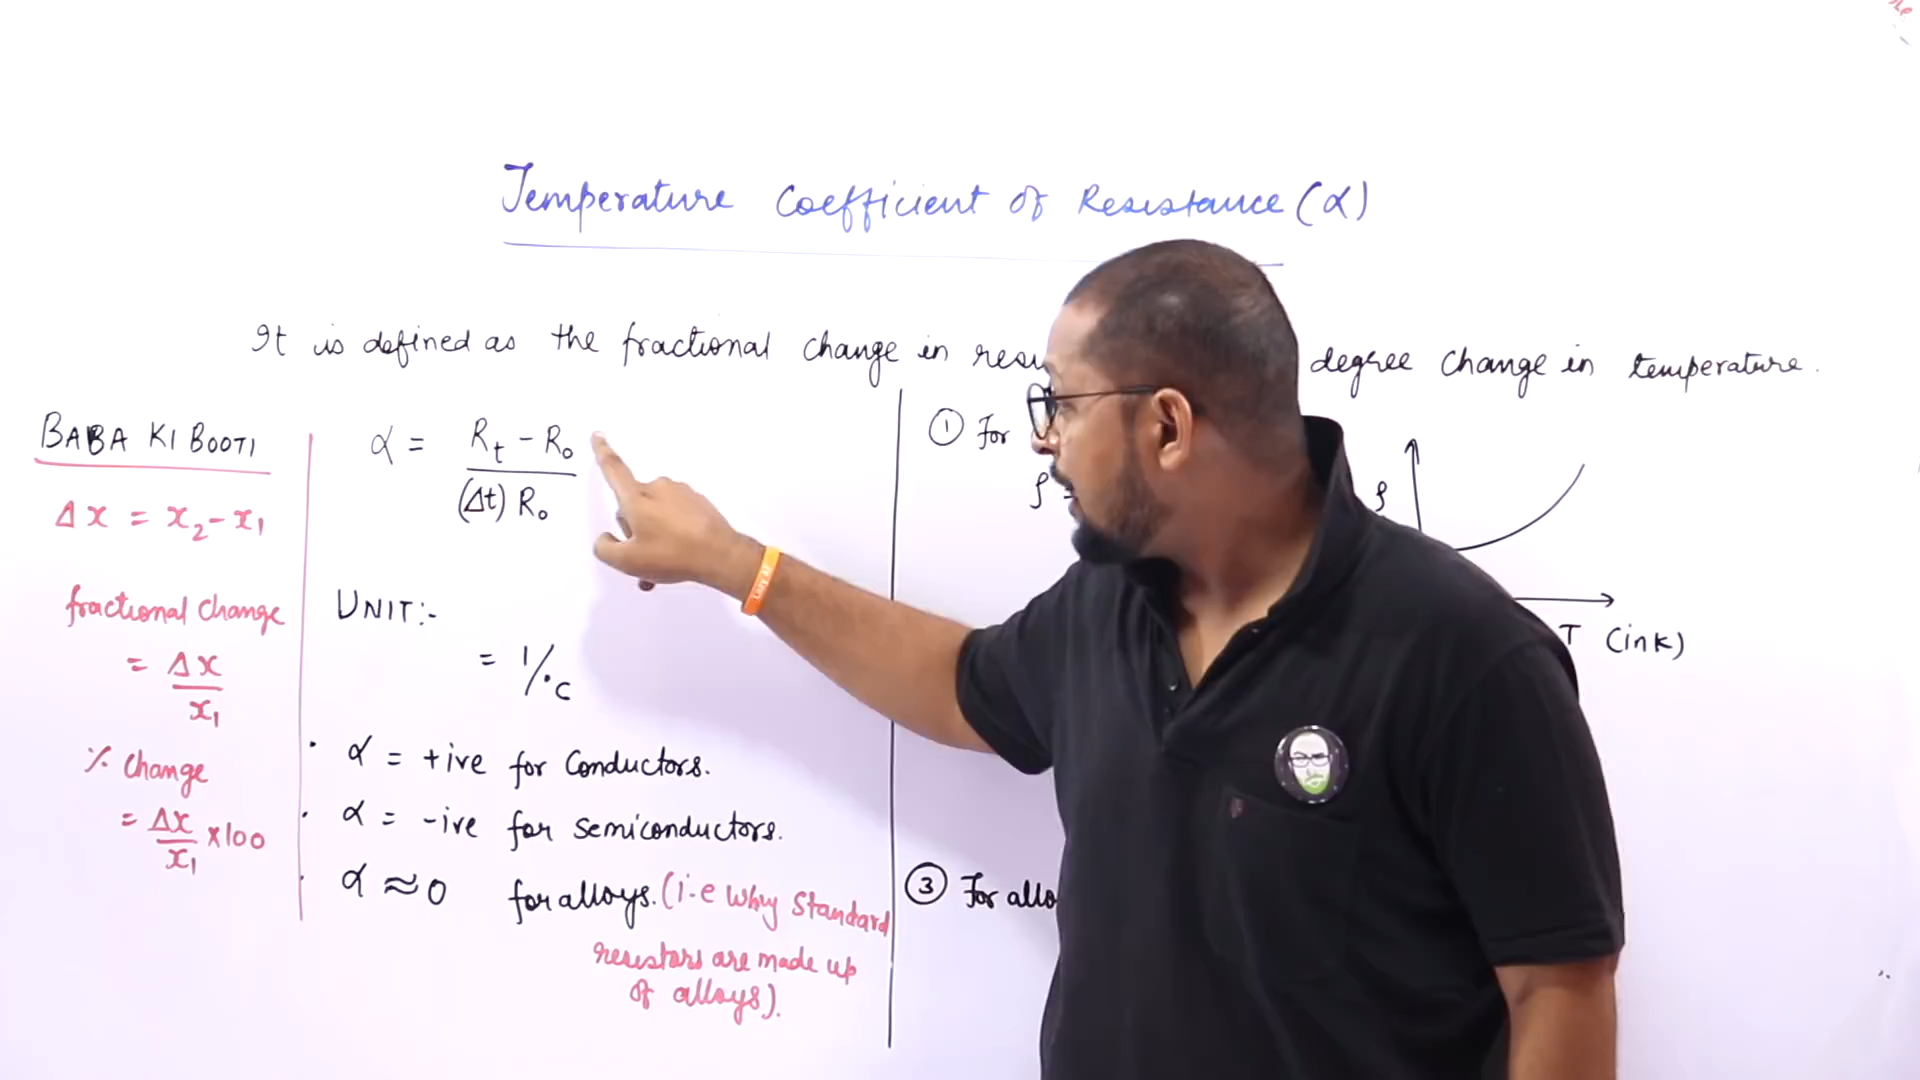 Temperature Coefficient of Resistance (α)
It is defined as the fractional change in degree change in temperature.
BABA KI BOOTI
Δx = x₂-x₁
fractional change
= Δx/x₁
% change
= Δx/x₁ × 100
α = (Rt - R₀)/((Δt) R₀)
UNIT:-
= 1/°C
• α = +ive for Conductors.
• α = -ive for semiconductors.
• α ≈ 0 for alloys. (i.e Why Standard
resistors are made up
of alloys).
① For
ρ =
ρ
T (in K)
③ For